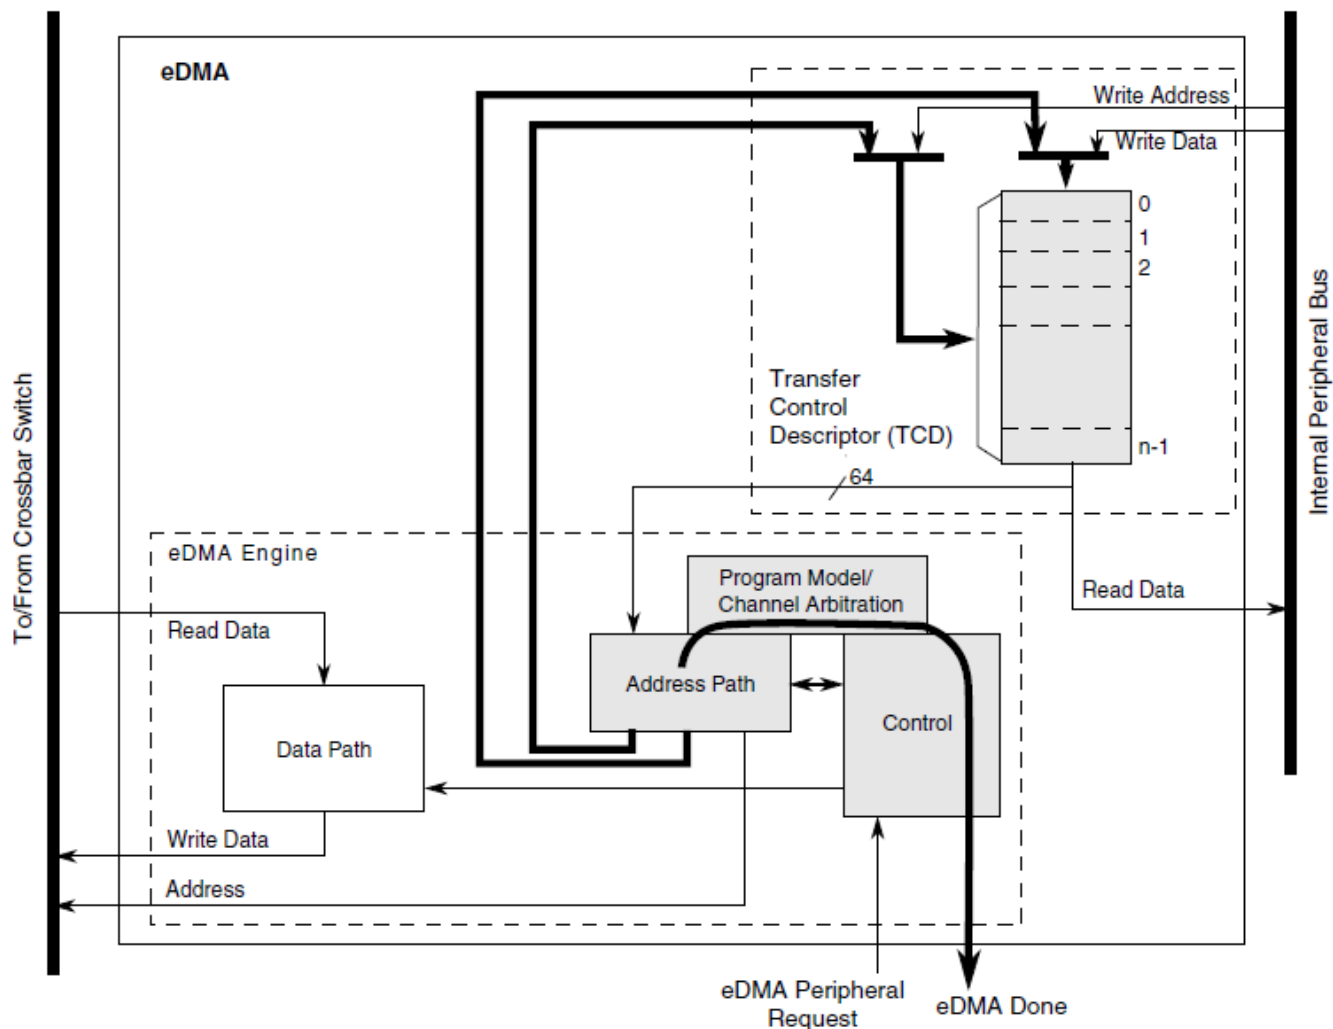 eDMA
Write Address
Write Data
0
1
2
n-1
Transfer
Control
Descriptor (TCD)
64
To/From Crossbar Switch
Internal Peripheral Bus
eDMA Engine
Program Model/
Channel Arbitration
Read Data
Read Data
Address Path
Control
Data Path
Write Data
Address
eDMA Peripheral
Request
eDMA Done